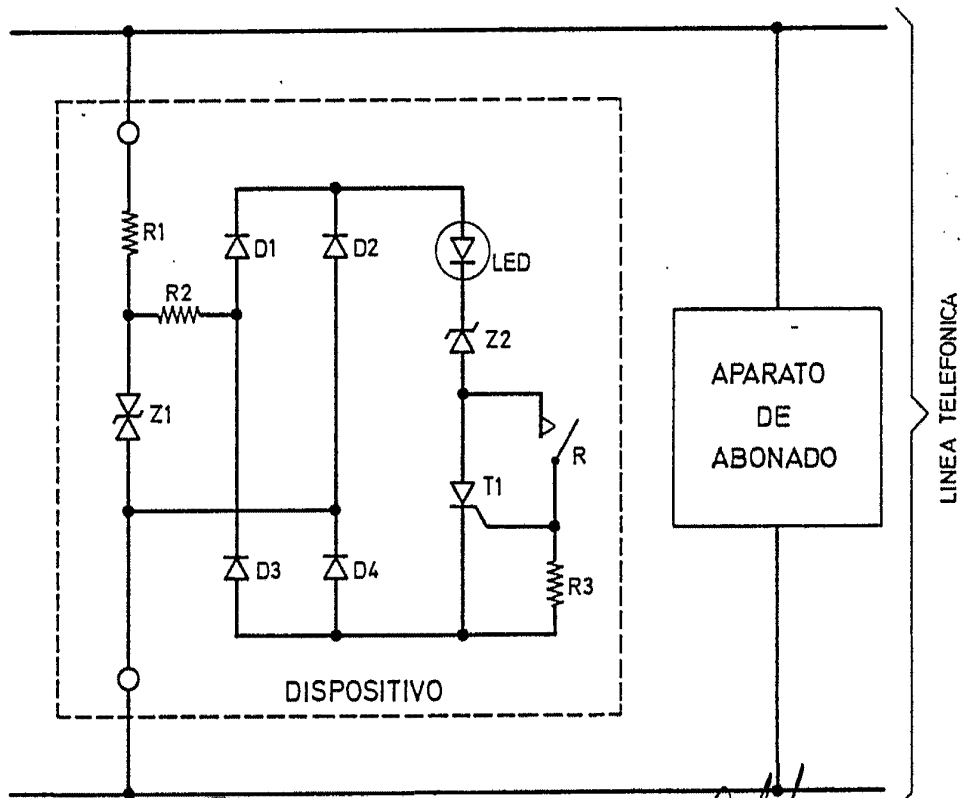 R1
D1
D2
LED
R2
Z2
Z1
APARATO
DE
ABONADO
R
T1
D3
D4
R3
DISPOSITIVO
LINEA TELEFONICA